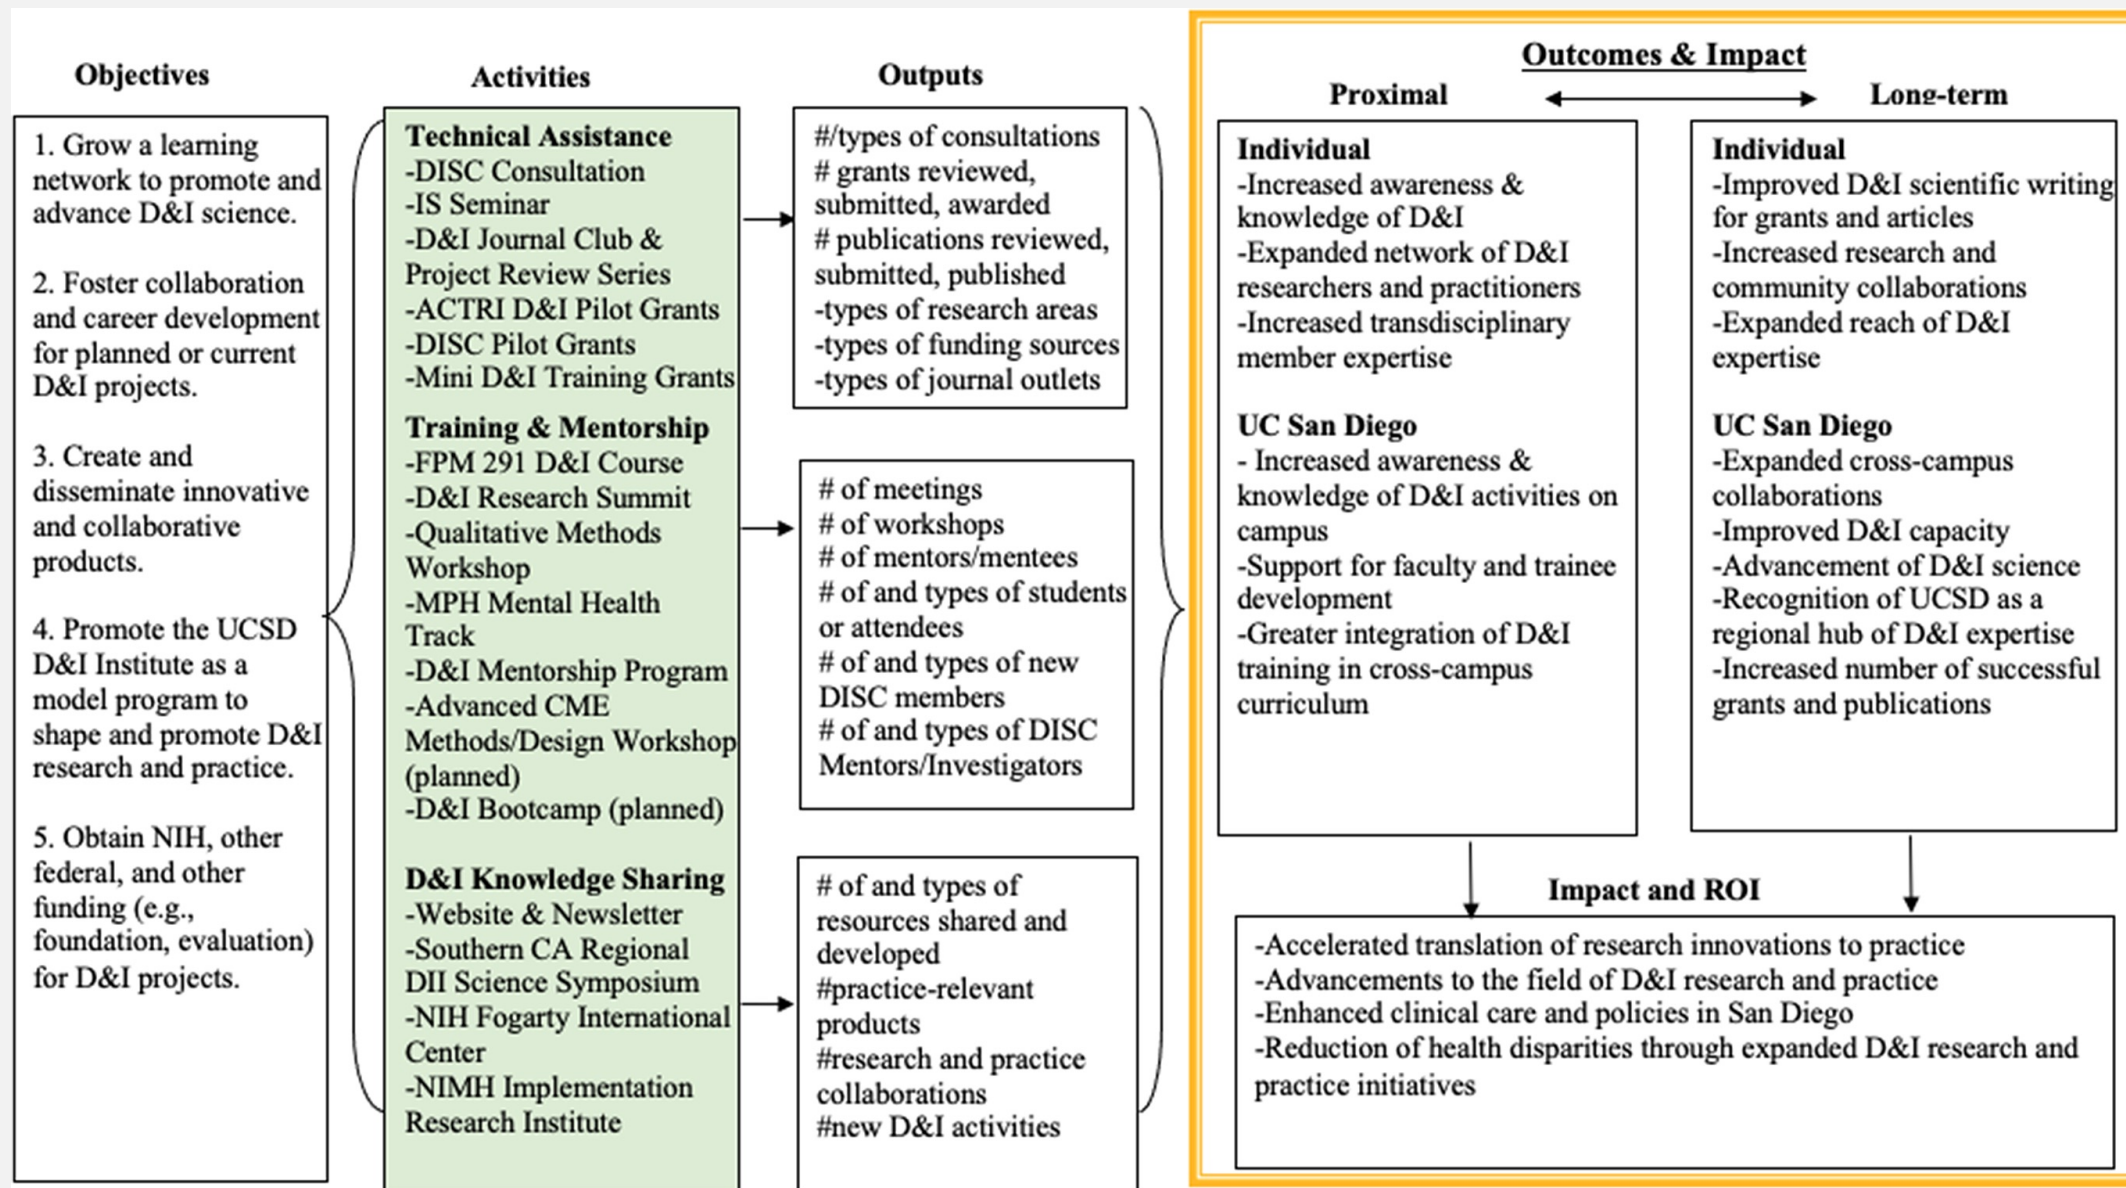 Objectives
1. Grow a learning
network to promote and
advance D&I science.
2. Foster collaboration
and career development
for planned or current
D&I projects.
3. Create and
disseminate innovative
and collaborative
products.
4. Promote the UCSD
D&I Institute as a
model program to
shape and promote D&I
research and practice.
5. Obtain NIH, other
federal, and other
funding (e.g.,
foundation, evaluation)
for D&I projects.
Activities
Technical Assistance
-DISC Consultation
-IS Seminar
-D&I Journal Club &
Project Review Series
-ACTRI D&I Pilot Grants
-DISC Pilot Grants
-Mini D&I Training Grants
Training & Mentorship
-FPM 291 D&I Course
-D&I Research Summit
-Qualitative Methods
Workshop
-MPH Mental Health
Track
-D&I Mentorship Program
-Advanced CME
Methods/Design Workshop
(planned)
-D&I Bootcamp (planned)
D&I Knowledge Sharing
-Website & Newsletter
-Southern CA Regional
DII Science Symposium
-NIH Fogarty International
Center
-NIMH Implementation
Research Institute
Outputs
#/types of consultations
# grants reviewed,
submitted, awarded
# publications reviewed,
submitted, published
-types of research areas
-types of funding sources
-types of journal outlets
# of meetings
# of workshops
# of mentors/mentees
# of and types of students
or attendees
# of and types of new
DISC members
# of and types of DISC
Mentors/Investigators
# of and types of
resources shared and
developed
#practice-relevant
products
#research and practice
collaborations
#new D&I activities
Outcomes & Impact
Proximal
Individual
-Increased awareness &
knowledge of D&I
-Expanded network of D&I
researchers and practitioners
-Increased transdisciplinary
member expertise
UC San Diego
- Increased awareness &
knowledge of D&I activities on
campus
-Support for faculty and trainee
development
-Greater integration of D&I
training in cross-campus
curriculum
Long-term
Individual
-Improved D&I scientific writing
for grants and articles
-Increased research and
community collaborations
-Expanded reach of D&I
expertise
UC San Diego
-Expanded cross-campus
collaborations
-Improved D&I capacity
-Advancement of D&I science
-Recognition of UCSD as a
regional hub of D&I expertise
-Increased number of successful
grants and publications
Impact and ROI
-Accelerated translation of research innovations to practice
-Advancements to the field of D&I research and practice
-Enhanced clinical care and policies in San Diego
-Reduction of health disparities through expanded D&I research and
practice initiatives